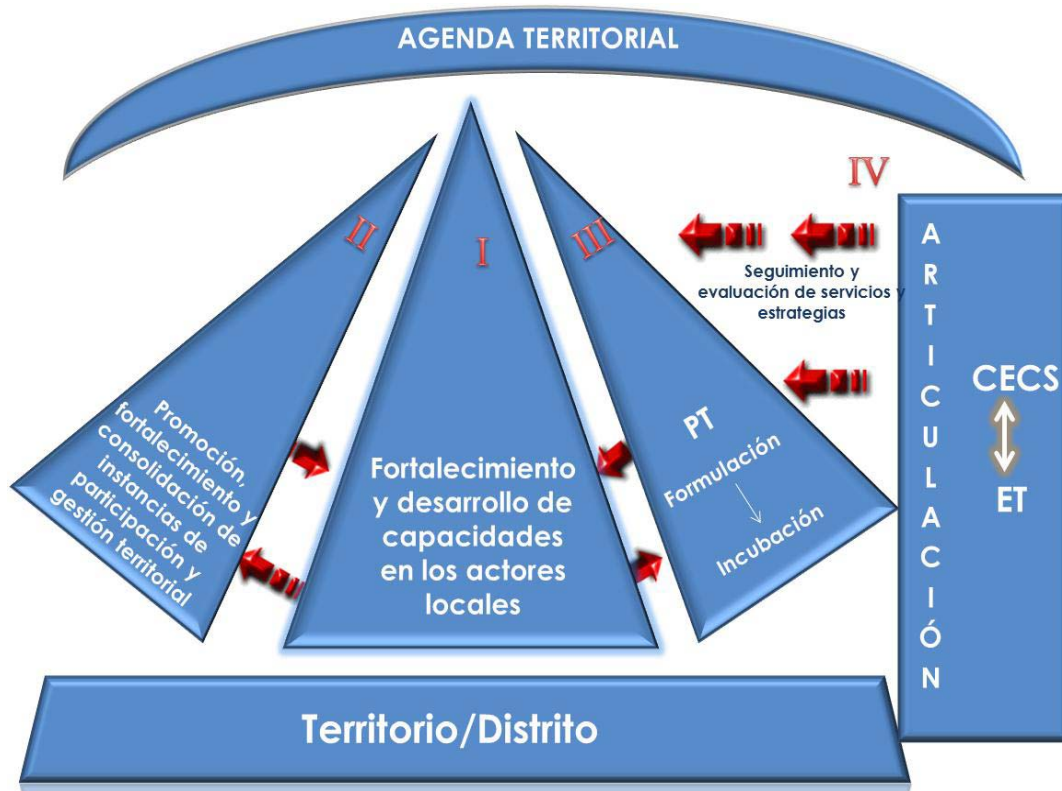 AGENDA TERRITORIAL
II
I
III
IV
Seguimiento y
evaluación de servicios y
estrategias
Promoción,
fortalecimiento y
consolidación de
instancias de
participación y
gestión territorial
Fortalecimiento
y desarrollo de
capacidades
en los actores
locales
PT
Formulación
Incubación
ARTICULACIÓN
CECS
ET
Territorio/Distrito